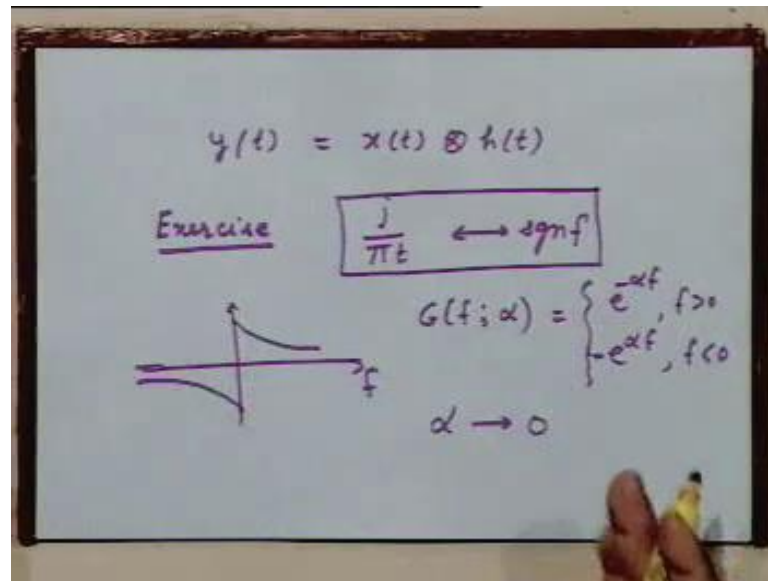 y(t) = x(t) ⊗ h(t)
Exercise j/πt ↔ sgn f
G(f; α) = { e^-αf, f>0
-e^αf, f<0
f
α → 0